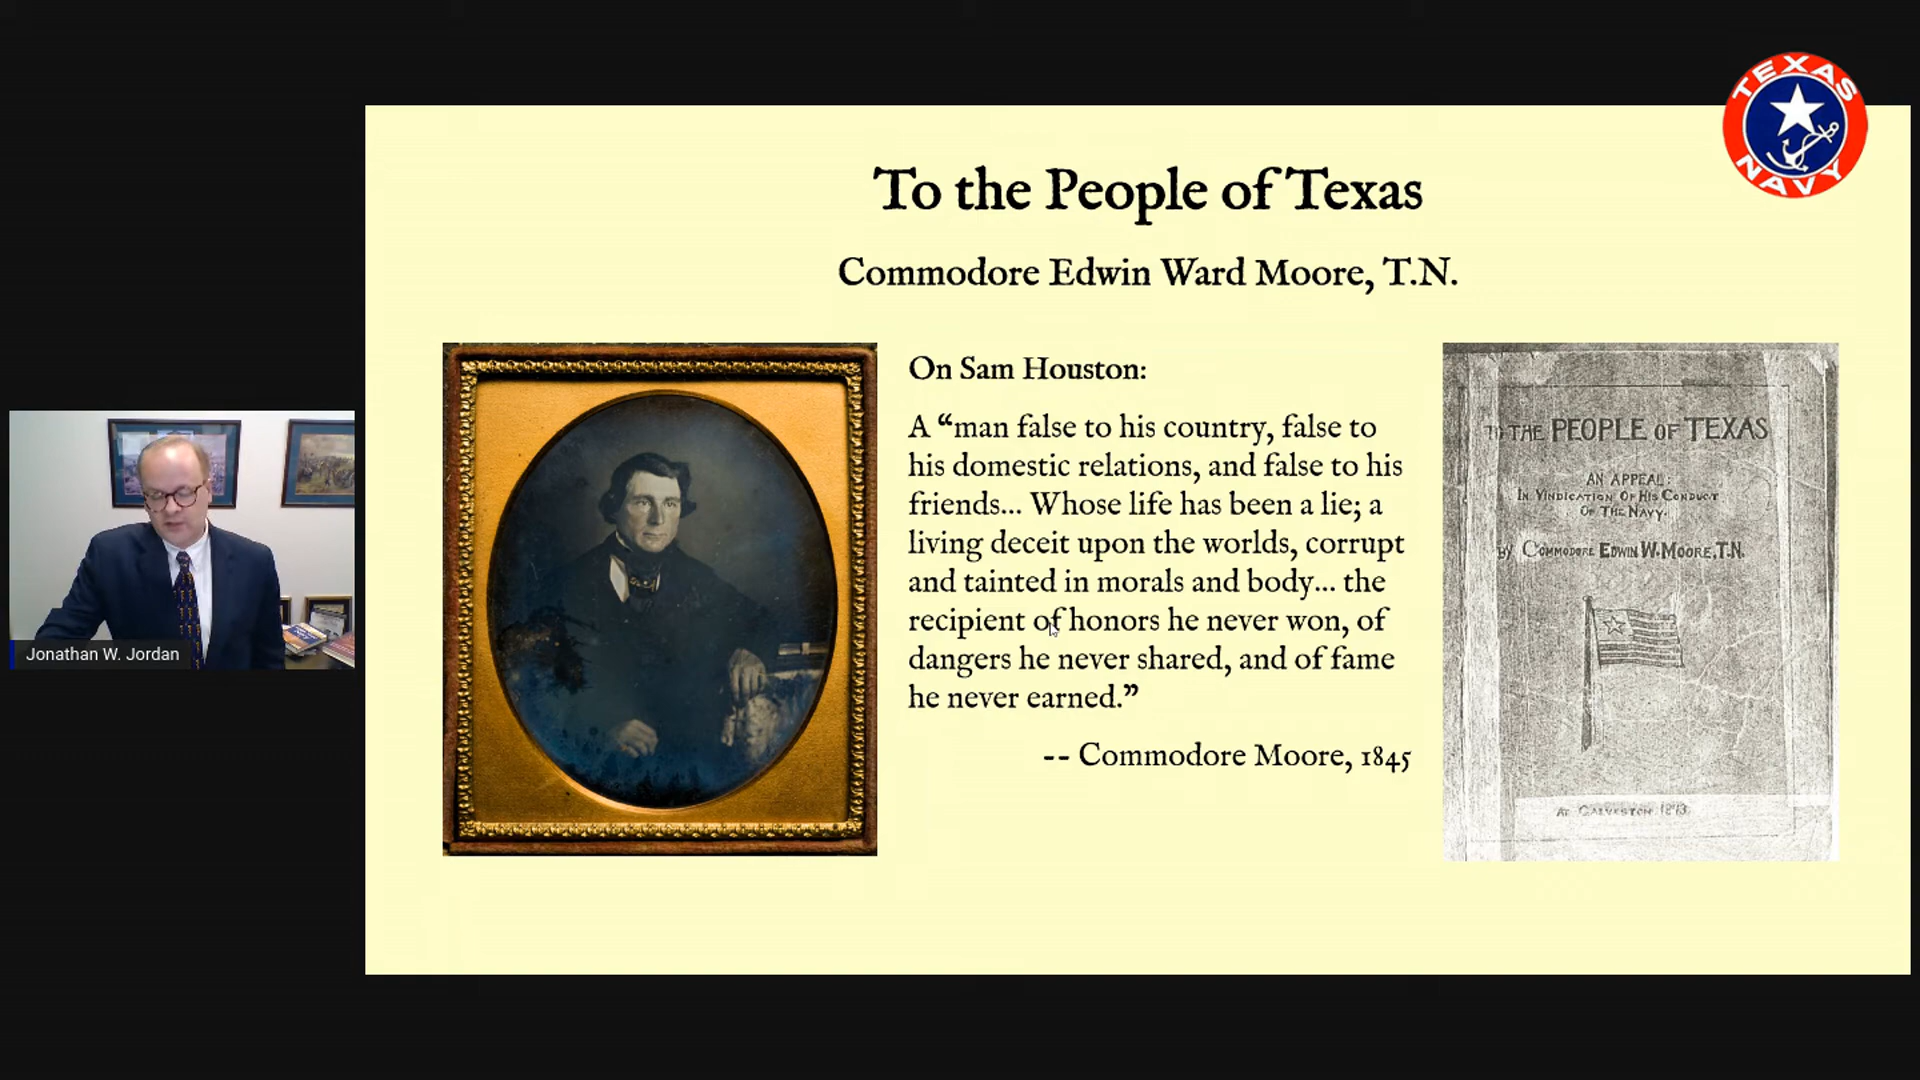 TEXAS
NAVY
To the People of Texas
Commodore Edwin Ward Moore, T.N.
On Sam Houston:
A “man false to his country, false to
his domestic relations, and false to his
friends... Whose life has been a lie; a
living deceit upon the worlds, corrupt
and tainted in morals and body... the
recipient of honors he never won, of
dangers he never shared, and of fame
he never earned.”
-- Commodore Moore, 1845
TO THE PEOPLE OF TEXAS
AN APPEAL:
IN VINDICATION OF HIS CONDUCT
OF THE NAVY.
By COMMODORE EDWIN W. MOORE, T.N.
AT GALVESTON
Jonathan W. Jordan